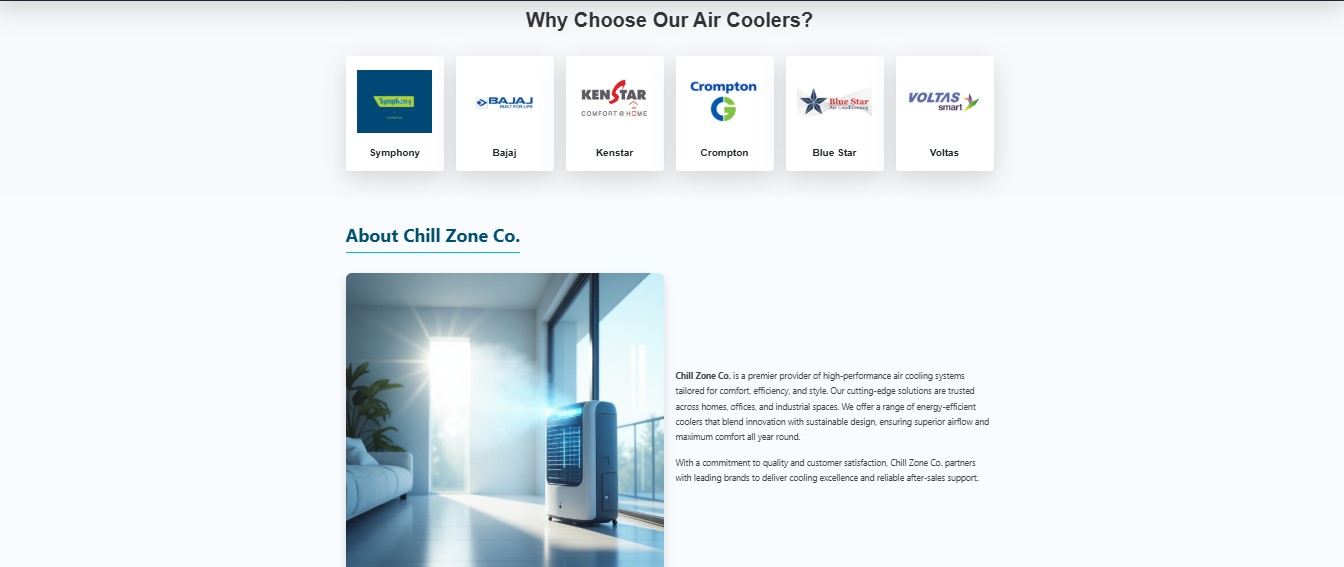 Why Choose Our Air Coolers?
Symphony
BAJAJ
BUILT FOR LIFE
KENSTAR
COMFORT @ HOME
Crompton
Blue Star
Air Conditioning
VOLTAS
smart
Symphony
Bajaj
Kenstar
Crompton
Blue Star
Voltas
About Chill Zone Co.
Chill Zone Co. is a premier provider of high-performance air cooling systems
tailored for comfort, efficiency, and style. Our cutting-edge solutions are trusted
across homes, offices, and industrial spaces. We offer a range of energy-efficient
coolers that blend innovation with sustainable design, ensuring superior airflow and
maximum comfort all year round.
With a commitment to quality and customer satisfaction, Chill Zone Co. partners
with leading brands to deliver cooling excellence and reliable after-sales support.